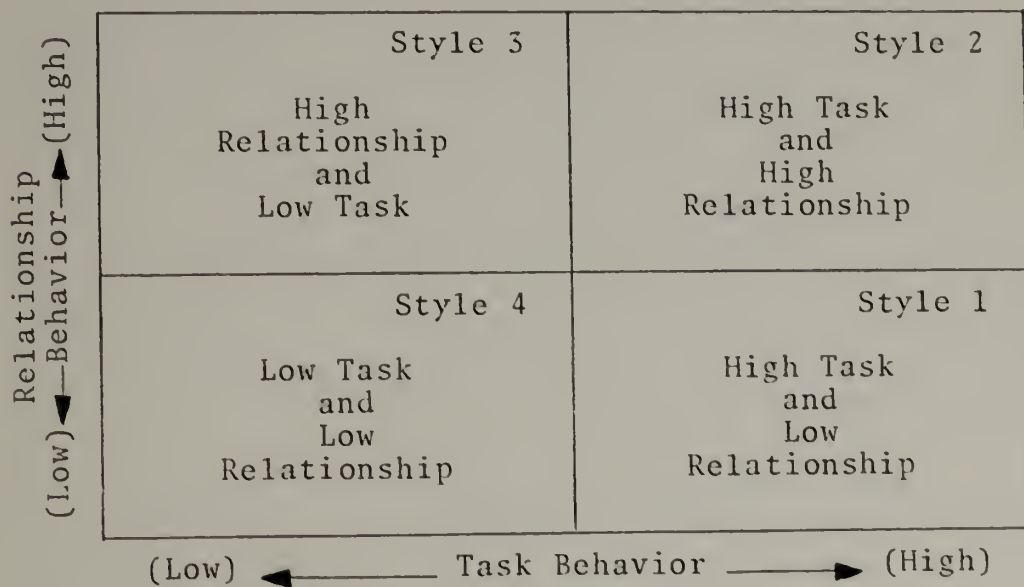 Style 3
High
Relationship
and
Low Task
Style 2
High Task
and
High
Relationship
Style 4
Low Task
and
Low
Relationship
Style 1
High Task
and
Low
Relationship
Relationship
(Low) Behavior (High)
(Low) Task Behavior (High)